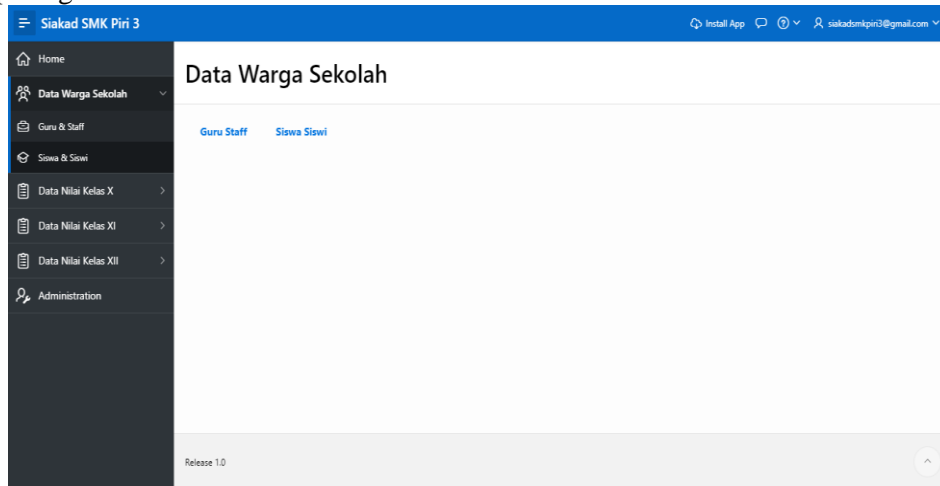 Siakad SMK Piri 3
Install App
siakadsmkpiri3@gmail.com
Home
Data Warga Sekolah
Guru & Staff
Siswa & Siswi
Data Nilai Kelas X
Data Nilai Kelas XI
Data Nilai Kelas XII
Administration
Data Warga Sekolah
Guru Staff Siswa Siswi
Release 1.0